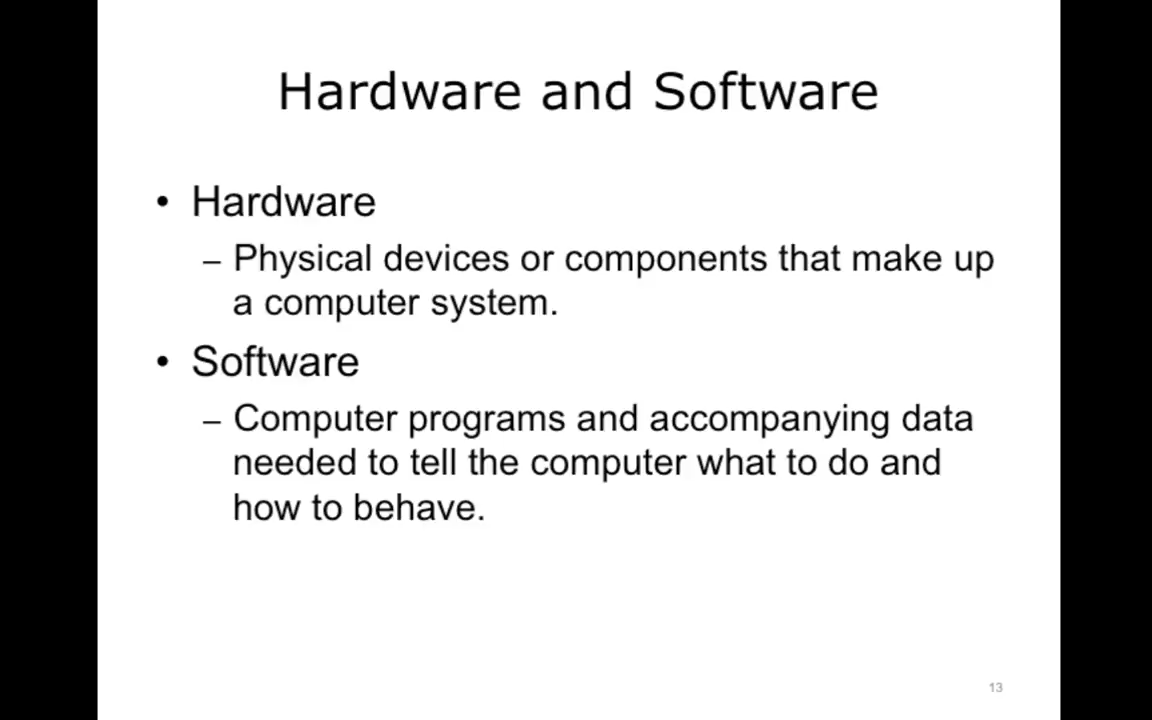 Hardware and Software
• Hardware
– Physical devices or components that make up
a computer system.
• Software
– Computer programs and accompanying data
needed to tell the computer what to do and
how to behave.
13